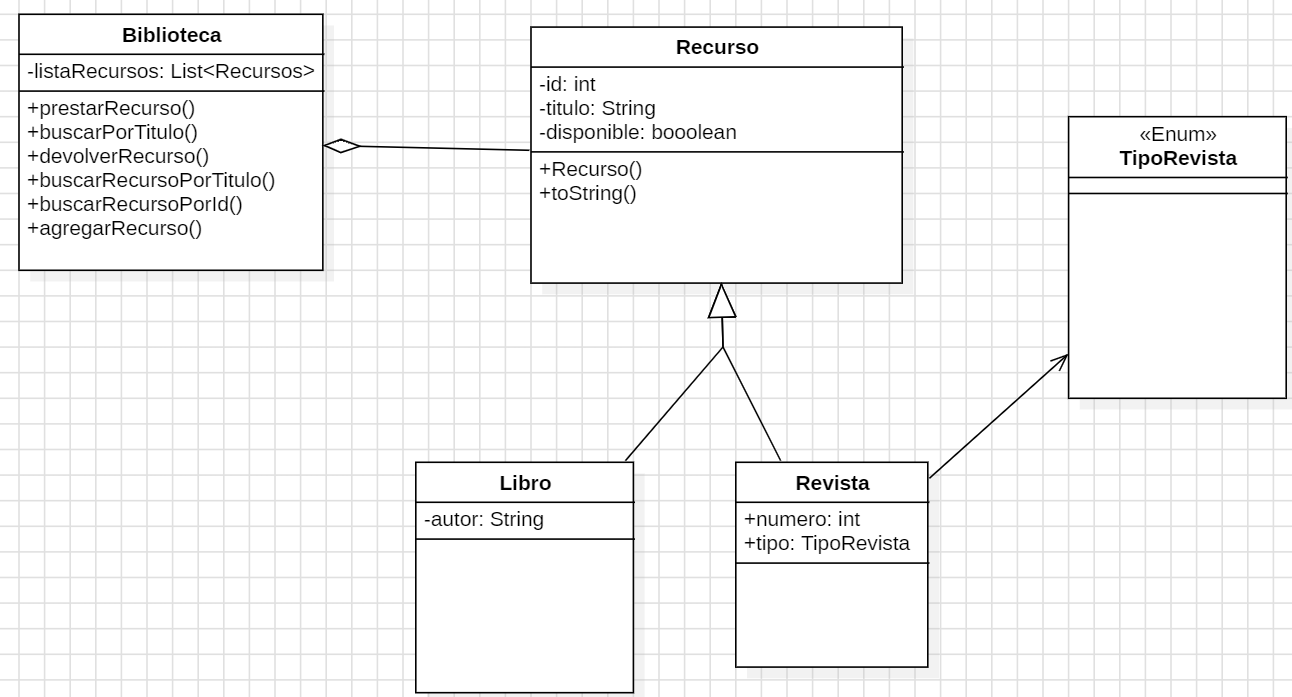 Biblioteca
-listaRecursos: List<Recursos>
+prestarRecurso()
+buscarPorTitulo()
+devolverRecurso()
+buscarRecursoPorTitulo()
+buscarRecursoPorId()
+agregarRecurso()
Recurso
-id: int
-titulo: String
-disponible: booolean
+Recurso()
+toString()
«Enum»
TipoRevista
Libro
-autor: String
Revista
+numero: int
+tipo: TipoRevista